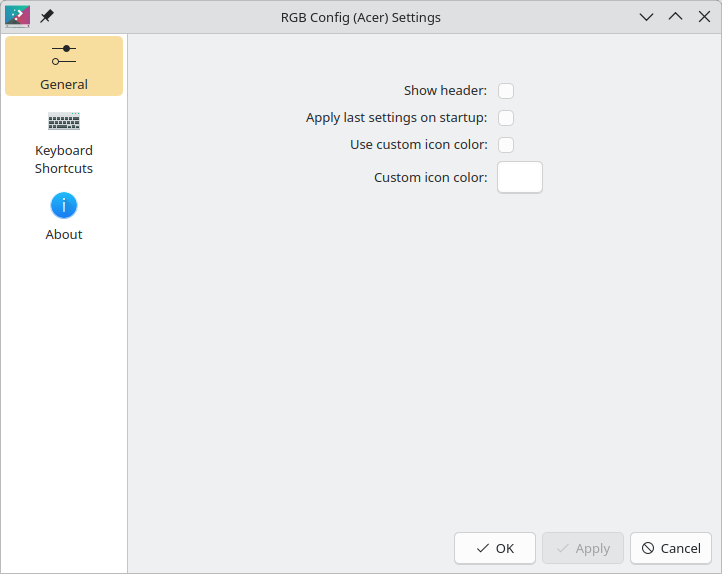 RGB Config (Acer) Settings
General
Keyboard
Shortcuts
About
Show header:
Apply last settings on startup:
Use custom icon color:
Custom icon color:
OK
Apply
Cancel